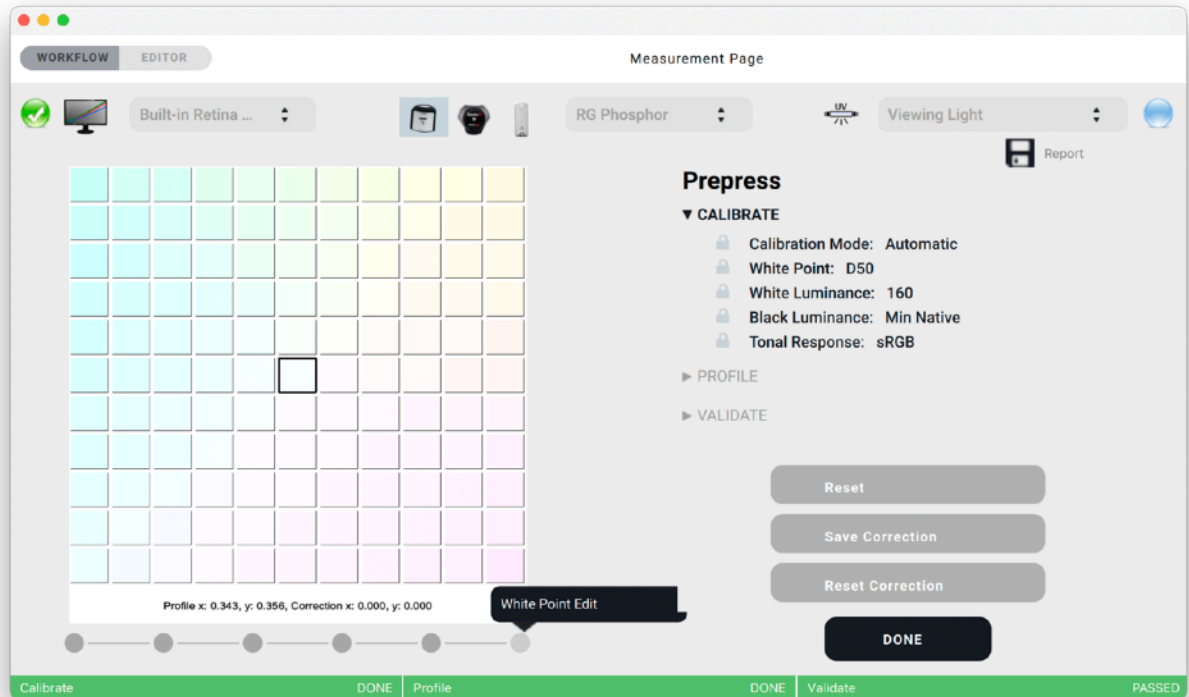 WORKFLOW
EDITOR
Measurement Page
Built-in Retina ...
RG Phosphor
UV
Viewing Light
Report
Prepress
▼ CALIBRATE
Calibration Mode: Automatic
White Point: D50
White Luminance: 160
Black Luminance: Min Native
Tonal Response: sRGB
▶ PROFILE
▶ VALIDATE
Reset
Save Correction
Reset Correction
Profile x: 0.343, y: 0.356, Correction x: 0.000, y: 0.000
White Point Edit
DONE
Calibrate DONE
Profile DONE
Validate PASSED